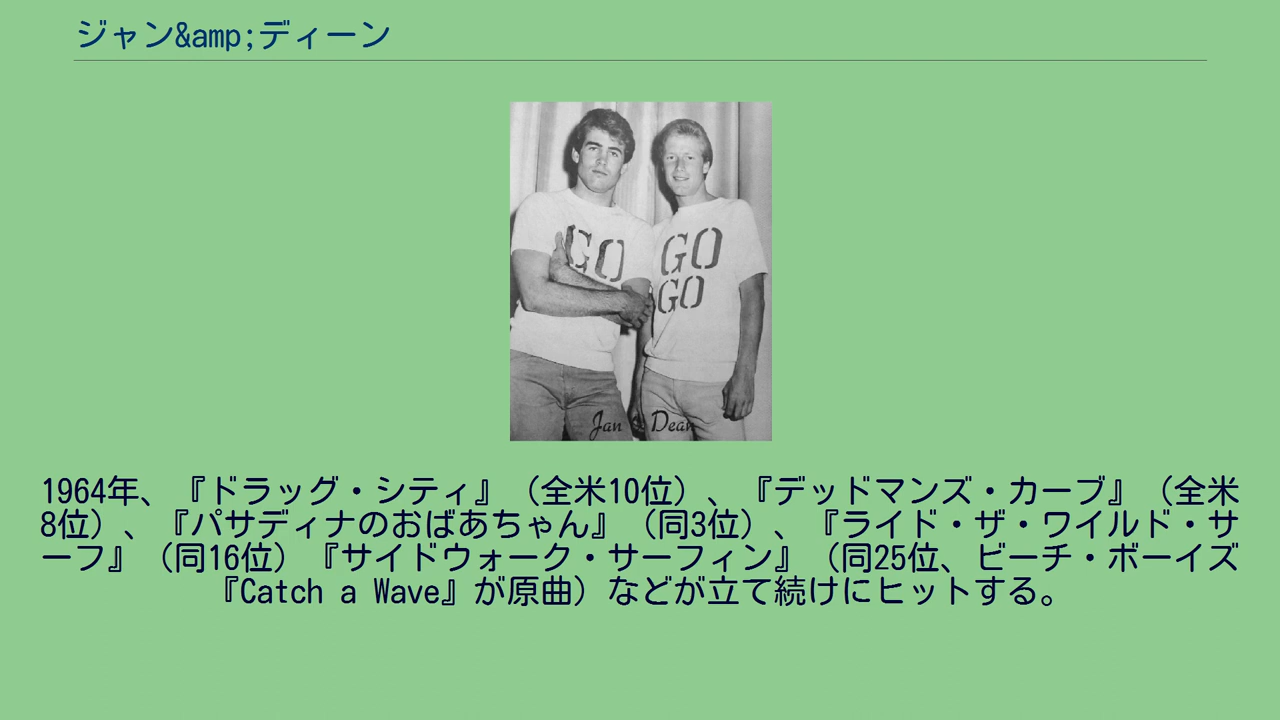 ジャン&amp;ディーン
GO
GO
GO
Jan & Dean
1964年、『ドラッグ・シティ』（全米10位）、『デッドマンズ・カーブ』（全米
8位）、『パサディナのおばあちゃん』（同3位）、『ライド・ザ・ワイルド・サ
ーフ』（同16位）『サイドウォーク・サーフィン』（同25位、ビーチ・ボーイズ
『Catch a Wave』が原曲）などが立て続けにヒットする。